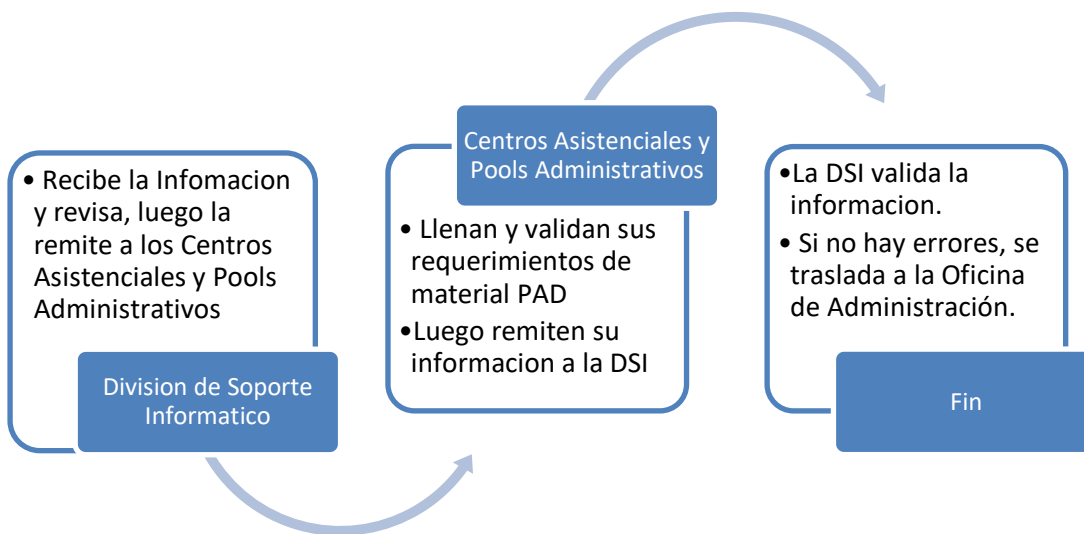 • Recibe la Infomacion
y revisa, luego la
remite a los Centros
Asistenciales y Pools
Administrativos
Division de Soporte
Informatico
Centros Asistenciales y
Pools Administrativos
• Llenan y validan sus
requerimientos de
material PAD
•Luego remiten su
informacion a la DSI
•La DSI valida la
informacion.
• Si no hay errores, se
traslada a la Oficina
de Administración.
Fin